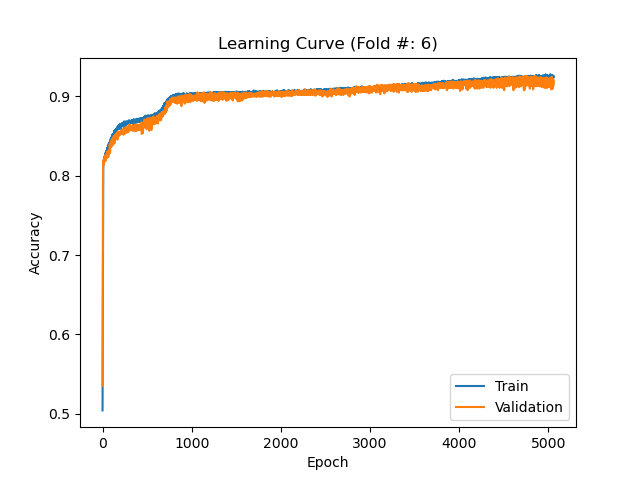 Learning Curve (Fold #: 6)
Accuracy
0.9
0.8
0.7
0.6
0.5
0 1000 2000 3000 4000 5000
Epoch
Train
Validation